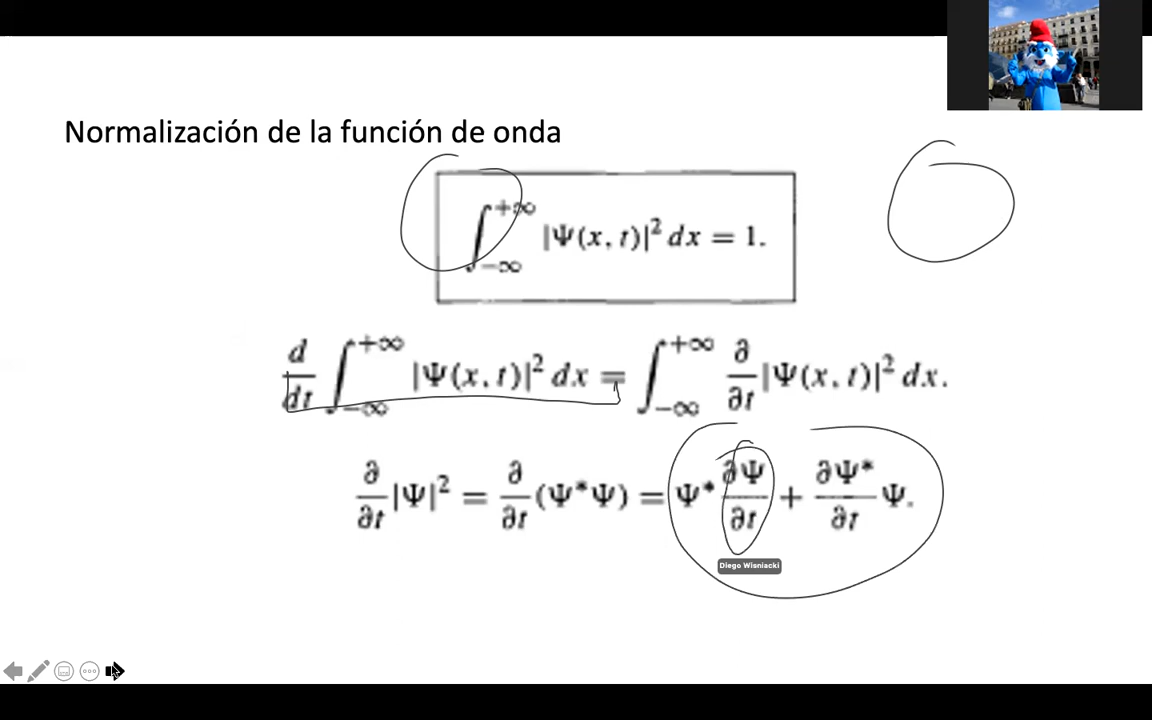 Normalización de la función de onda
∫_{−∞}^{+∞} |Ψ(x, t)|² dx = 1.
d/dt ∫_{−∞}^{+∞} |Ψ(x, t)|² dx = ∫_{−∞}^{+∞} ∂/∂t |Ψ(x, t)|² dx.
∂/∂t |Ψ|² = ∂/∂t (Ψ*Ψ) = Ψ* ∂Ψ/∂t + ∂Ψ*/∂t Ψ.
Diego Wisniacki